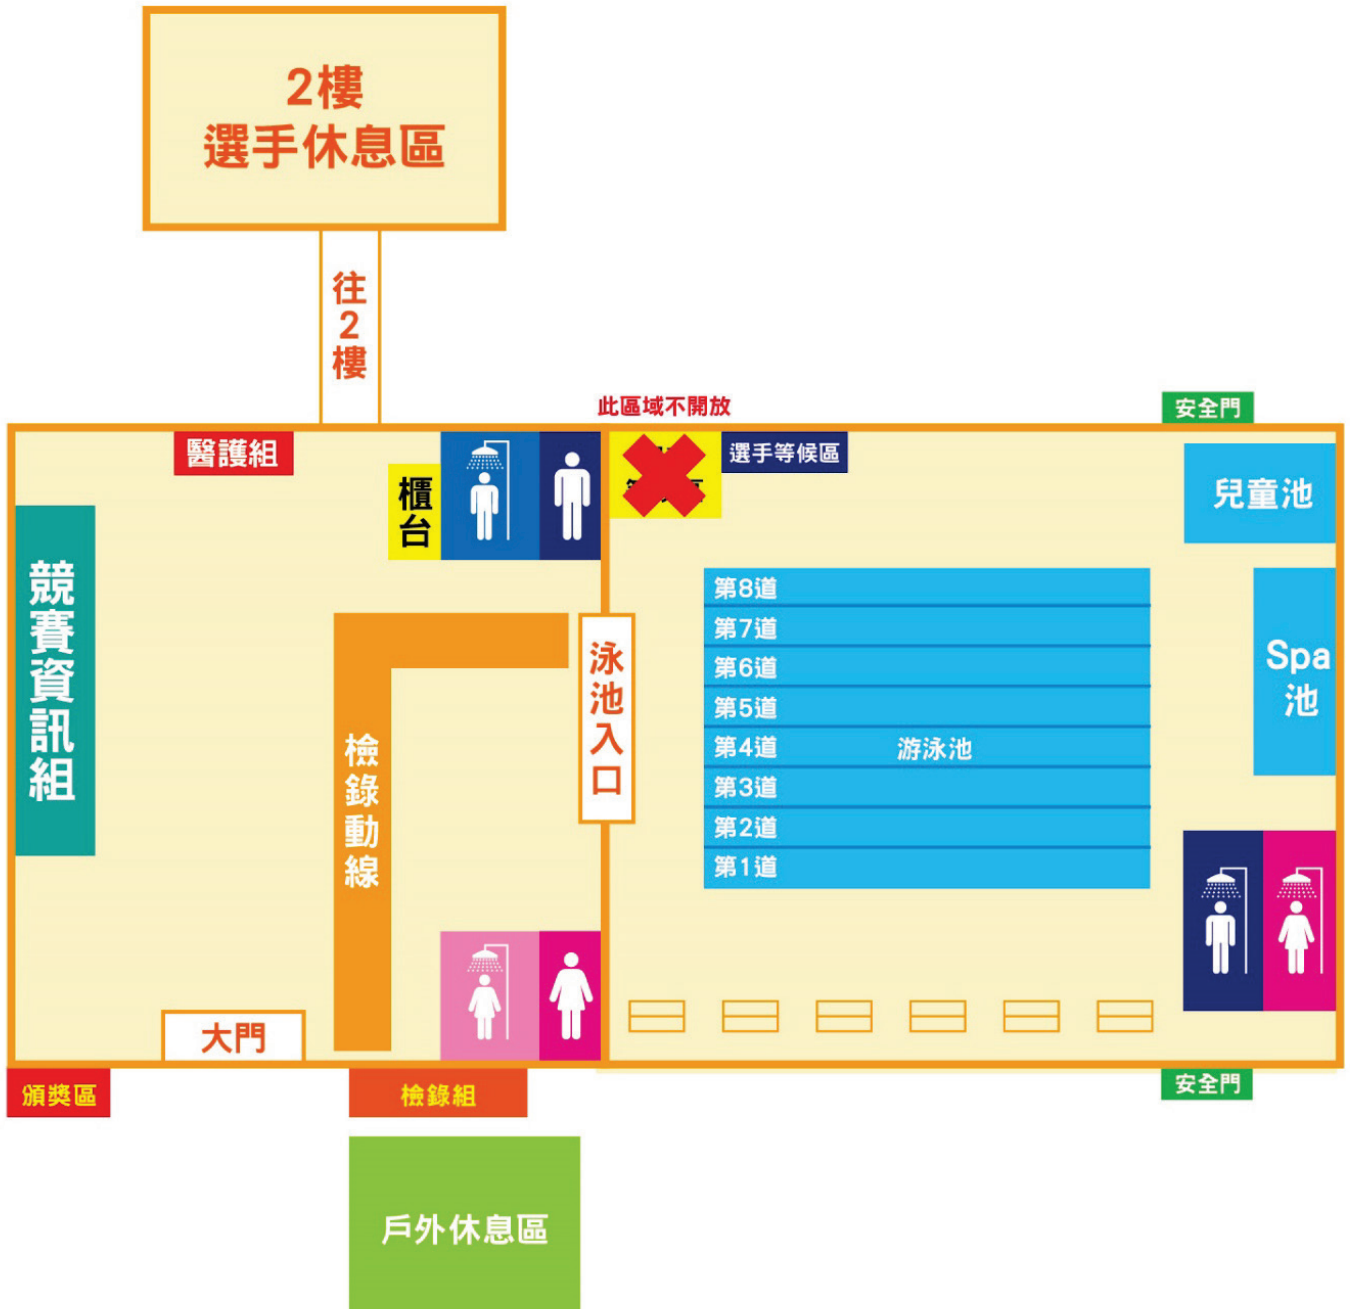 2樓
選手休息區
往2樓
此區域不開放
安全門
醫護組
櫃台
選手等候區
兒童池
競賽資訊組
檢錄動線
泳池入口
第8道
第7道
第6道
第5道
第4道
游泳池
第3道
第2道
第1道
Spa
池
大門
頒獎區
檢錄組
安全門
戶外休息區